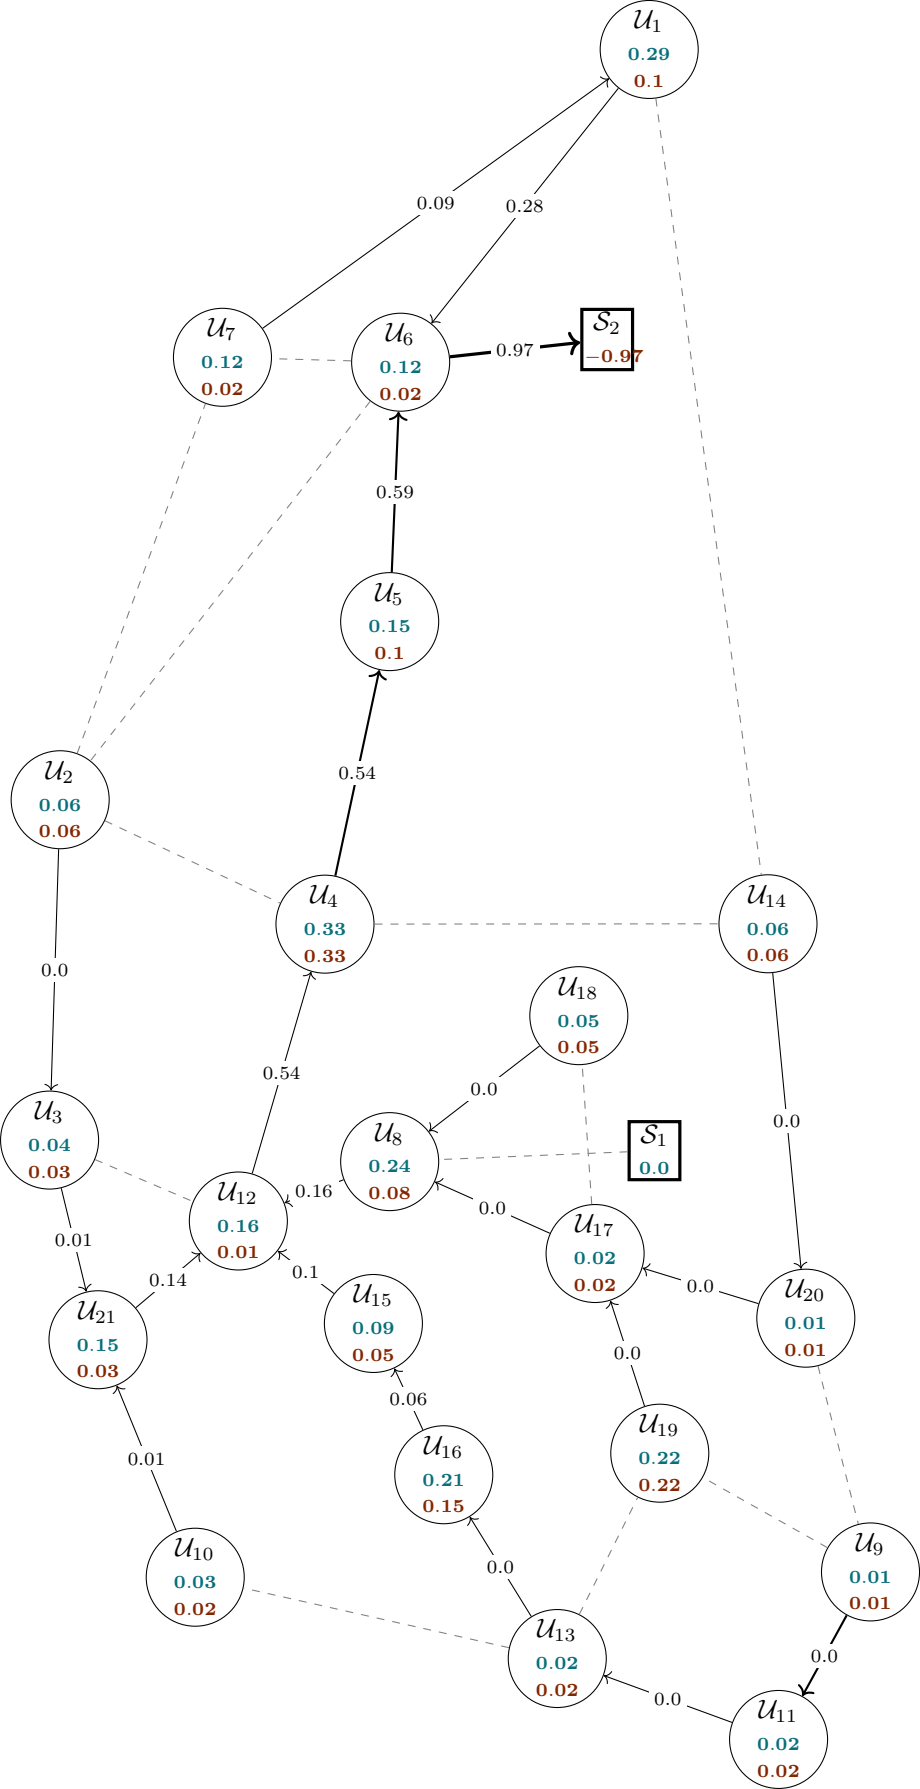 𝒰₁
0.29
0.1
0.09
0.28
𝒰₇
0.12
0.02
𝒰₆
0.12
0.02
0.97
𝒮₂
−0.97
0.59
𝒰₅
0.15
0.1
0.54
𝒰₂
0.06
0.06
𝒰₄
0.33
0.33
𝒰₁₄
0.06
0.06
0.0
𝒰₁₈
0.05
0.05
0.54
0.0
𝒰₃
0.04
0.03
𝒰₈
0.24
0.08
𝒮₁
0.0
0.0
𝒰₁₂
0.16
0.01
0.16
0.0
𝒰₁₇
0.02
0.02
0.01
0.14
0.1
0.0
𝒰₂₁
0.15
0.03
𝒰₁₅
0.09
0.05
𝒰₂₀
0.01
0.01
0.0
0.06
0.01
𝒰₁₆
0.21
0.15
𝒰₁₉
0.22
0.22
𝒰₁₀
0.03
0.02
0.0
𝒰₉
0.01
0.01
𝒰₁₃
0.02
0.02
0.0
0.0
𝒰₁₁
0.02
0.02